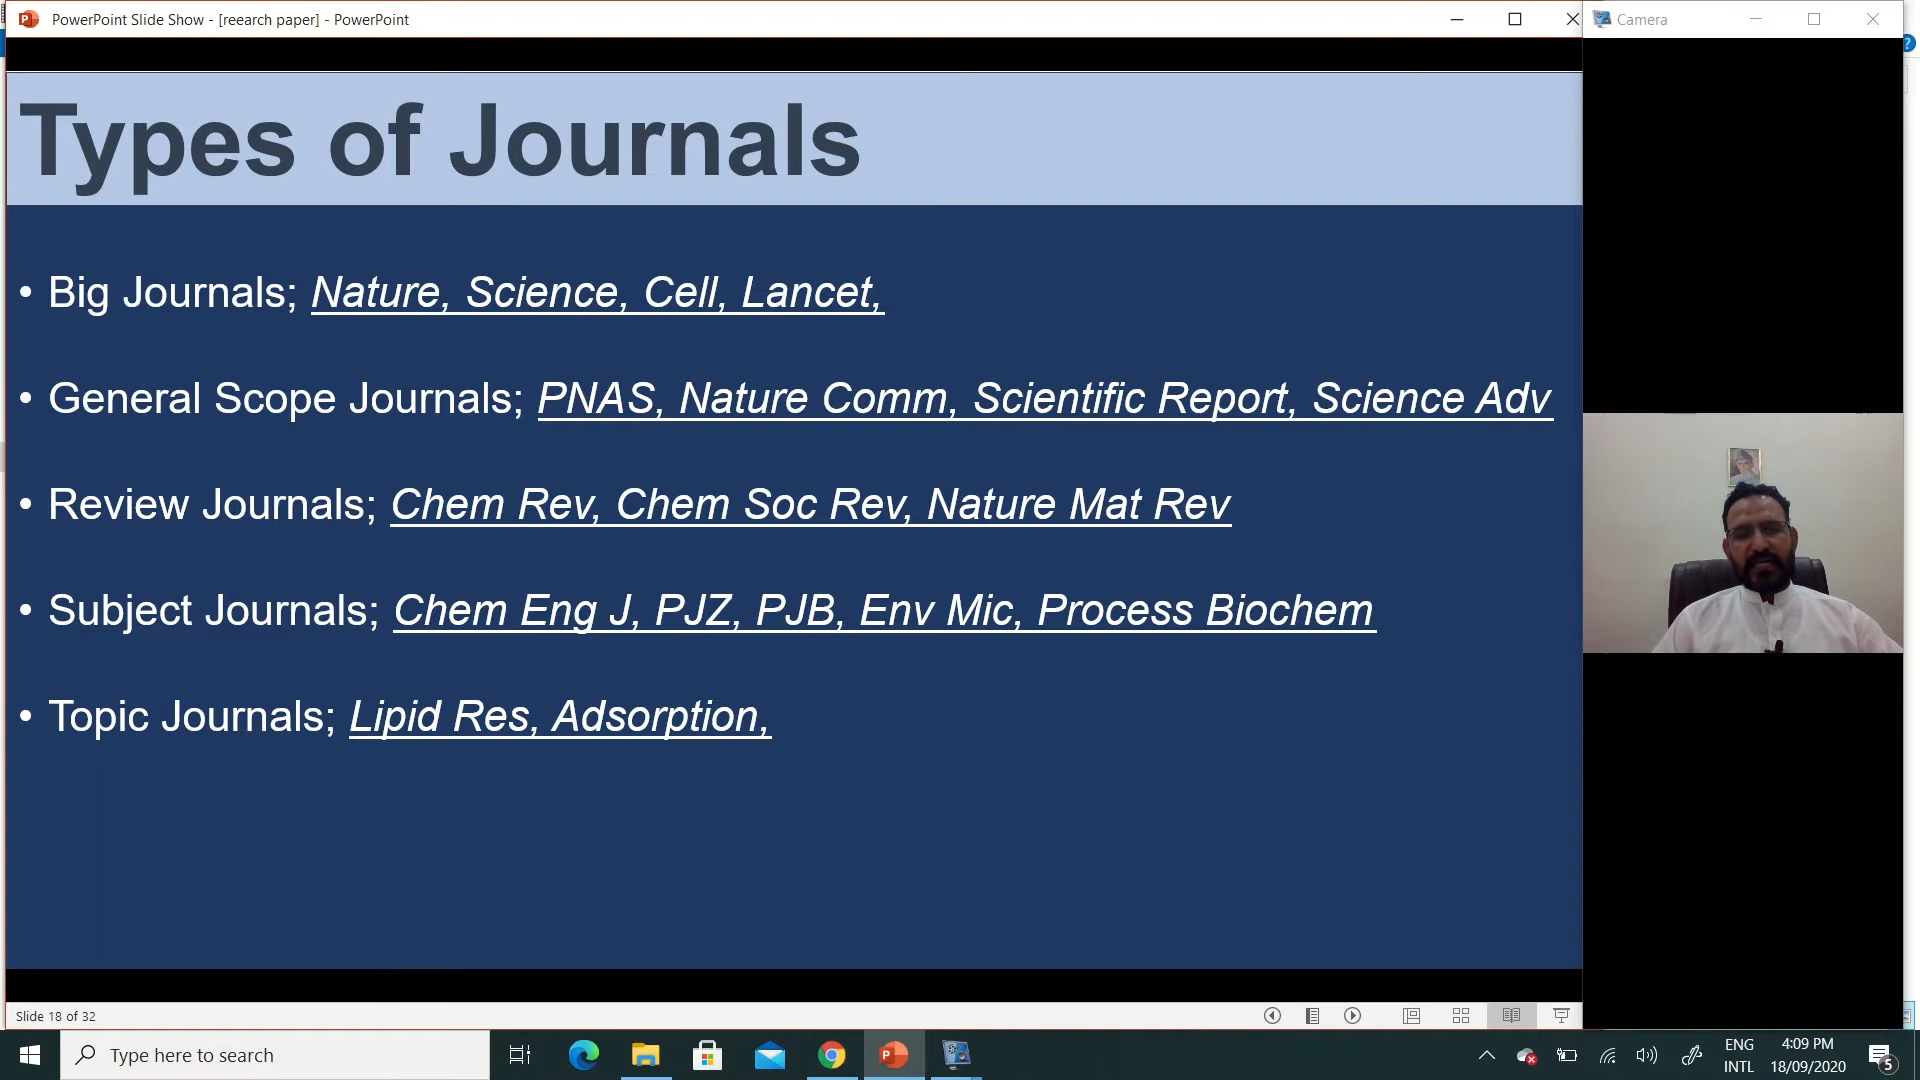 PowerPoint Slide Show - [reearch paper] - PowerPoint
Camera
Types of Journals
• Big Journals; Nature, Science, Cell, Lancet,
• General Scope Journals; PNAS, Nature Comm, Scientific Report, Science Adv
• Review Journals; Chem Rev, Chem Soc Rev, Nature Mat Rev
• Subject Journals; Chem Eng J, PJZ, PJB, Env Mic, Process Biochem
• Topic Journals; Lipid Res, Adsorption,
Slide 18 of 32
Type here to search
ENG
INTL
4:09 PM
18/09/2020
5